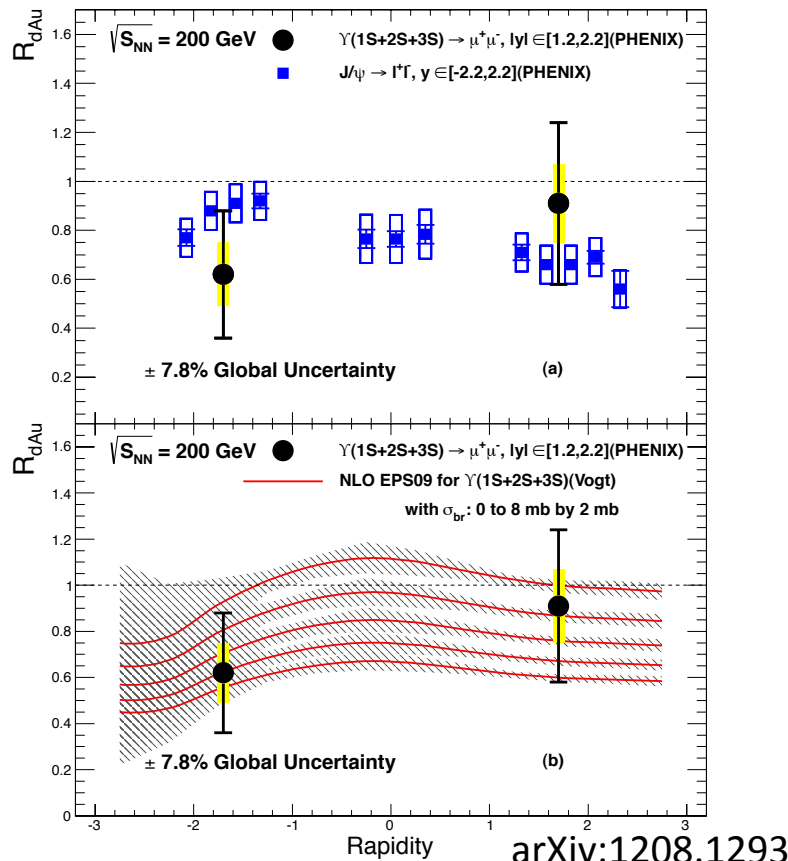 √S_NN = 200 GeV ϒ(1S+2S+3S) → μ⁺μ⁻, |y| ∈[1.2,2.2](PHENIX)
J/ψ → l⁺l⁻, y ∈[-2.2,2.2](PHENIX)
R_dAu
1.6
1.4
1.2
1
0.8
0.6
0.4
0.2
± 7.8% Global Uncertainty (a)
√S_NN = 200 GeV ϒ(1S+2S+3S) → μ⁺μ⁻, |y| ∈[1.2,2.2](PHENIX)
NLO EPS09 for ϒ(1S+2S+3S)(Vogt)
with σ_br: 0 to 8 mb by 2 mb
R_dAu
1.6
1.4
1.2
1
0.8
0.6
0.4
0.2
0
± 7.8% Global Uncertainty (b)
-3 -2 -1 0 1 2 3
Rapidity
arXiv:1208.1293